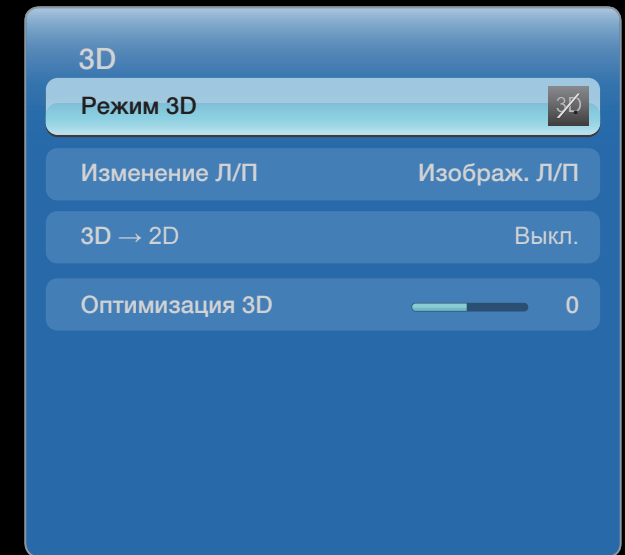 3D
Режим 3D 3D
Изменение Л/П Изображ. Л/П
3D → 2D Выкл.
Оптимизация 3D 0